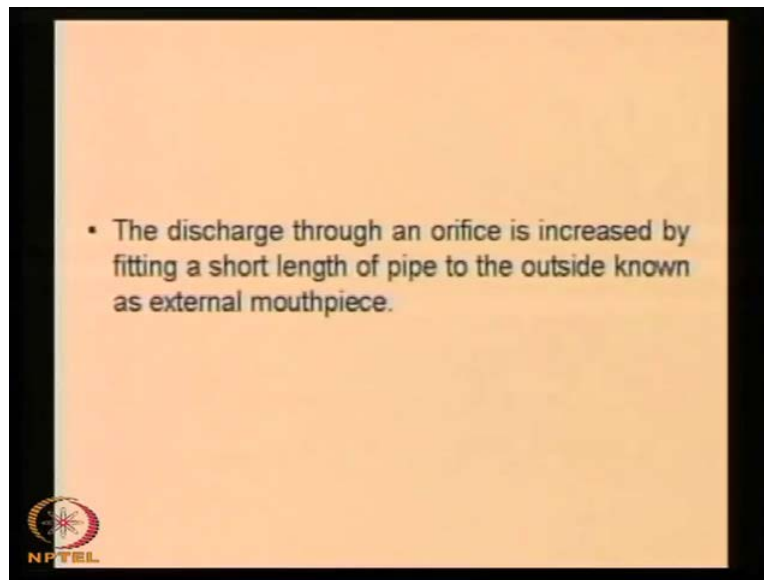 • The discharge through an orifice is increased by
fitting a short length of pipe to the outside known
as external mouthpiece.
NPTEL